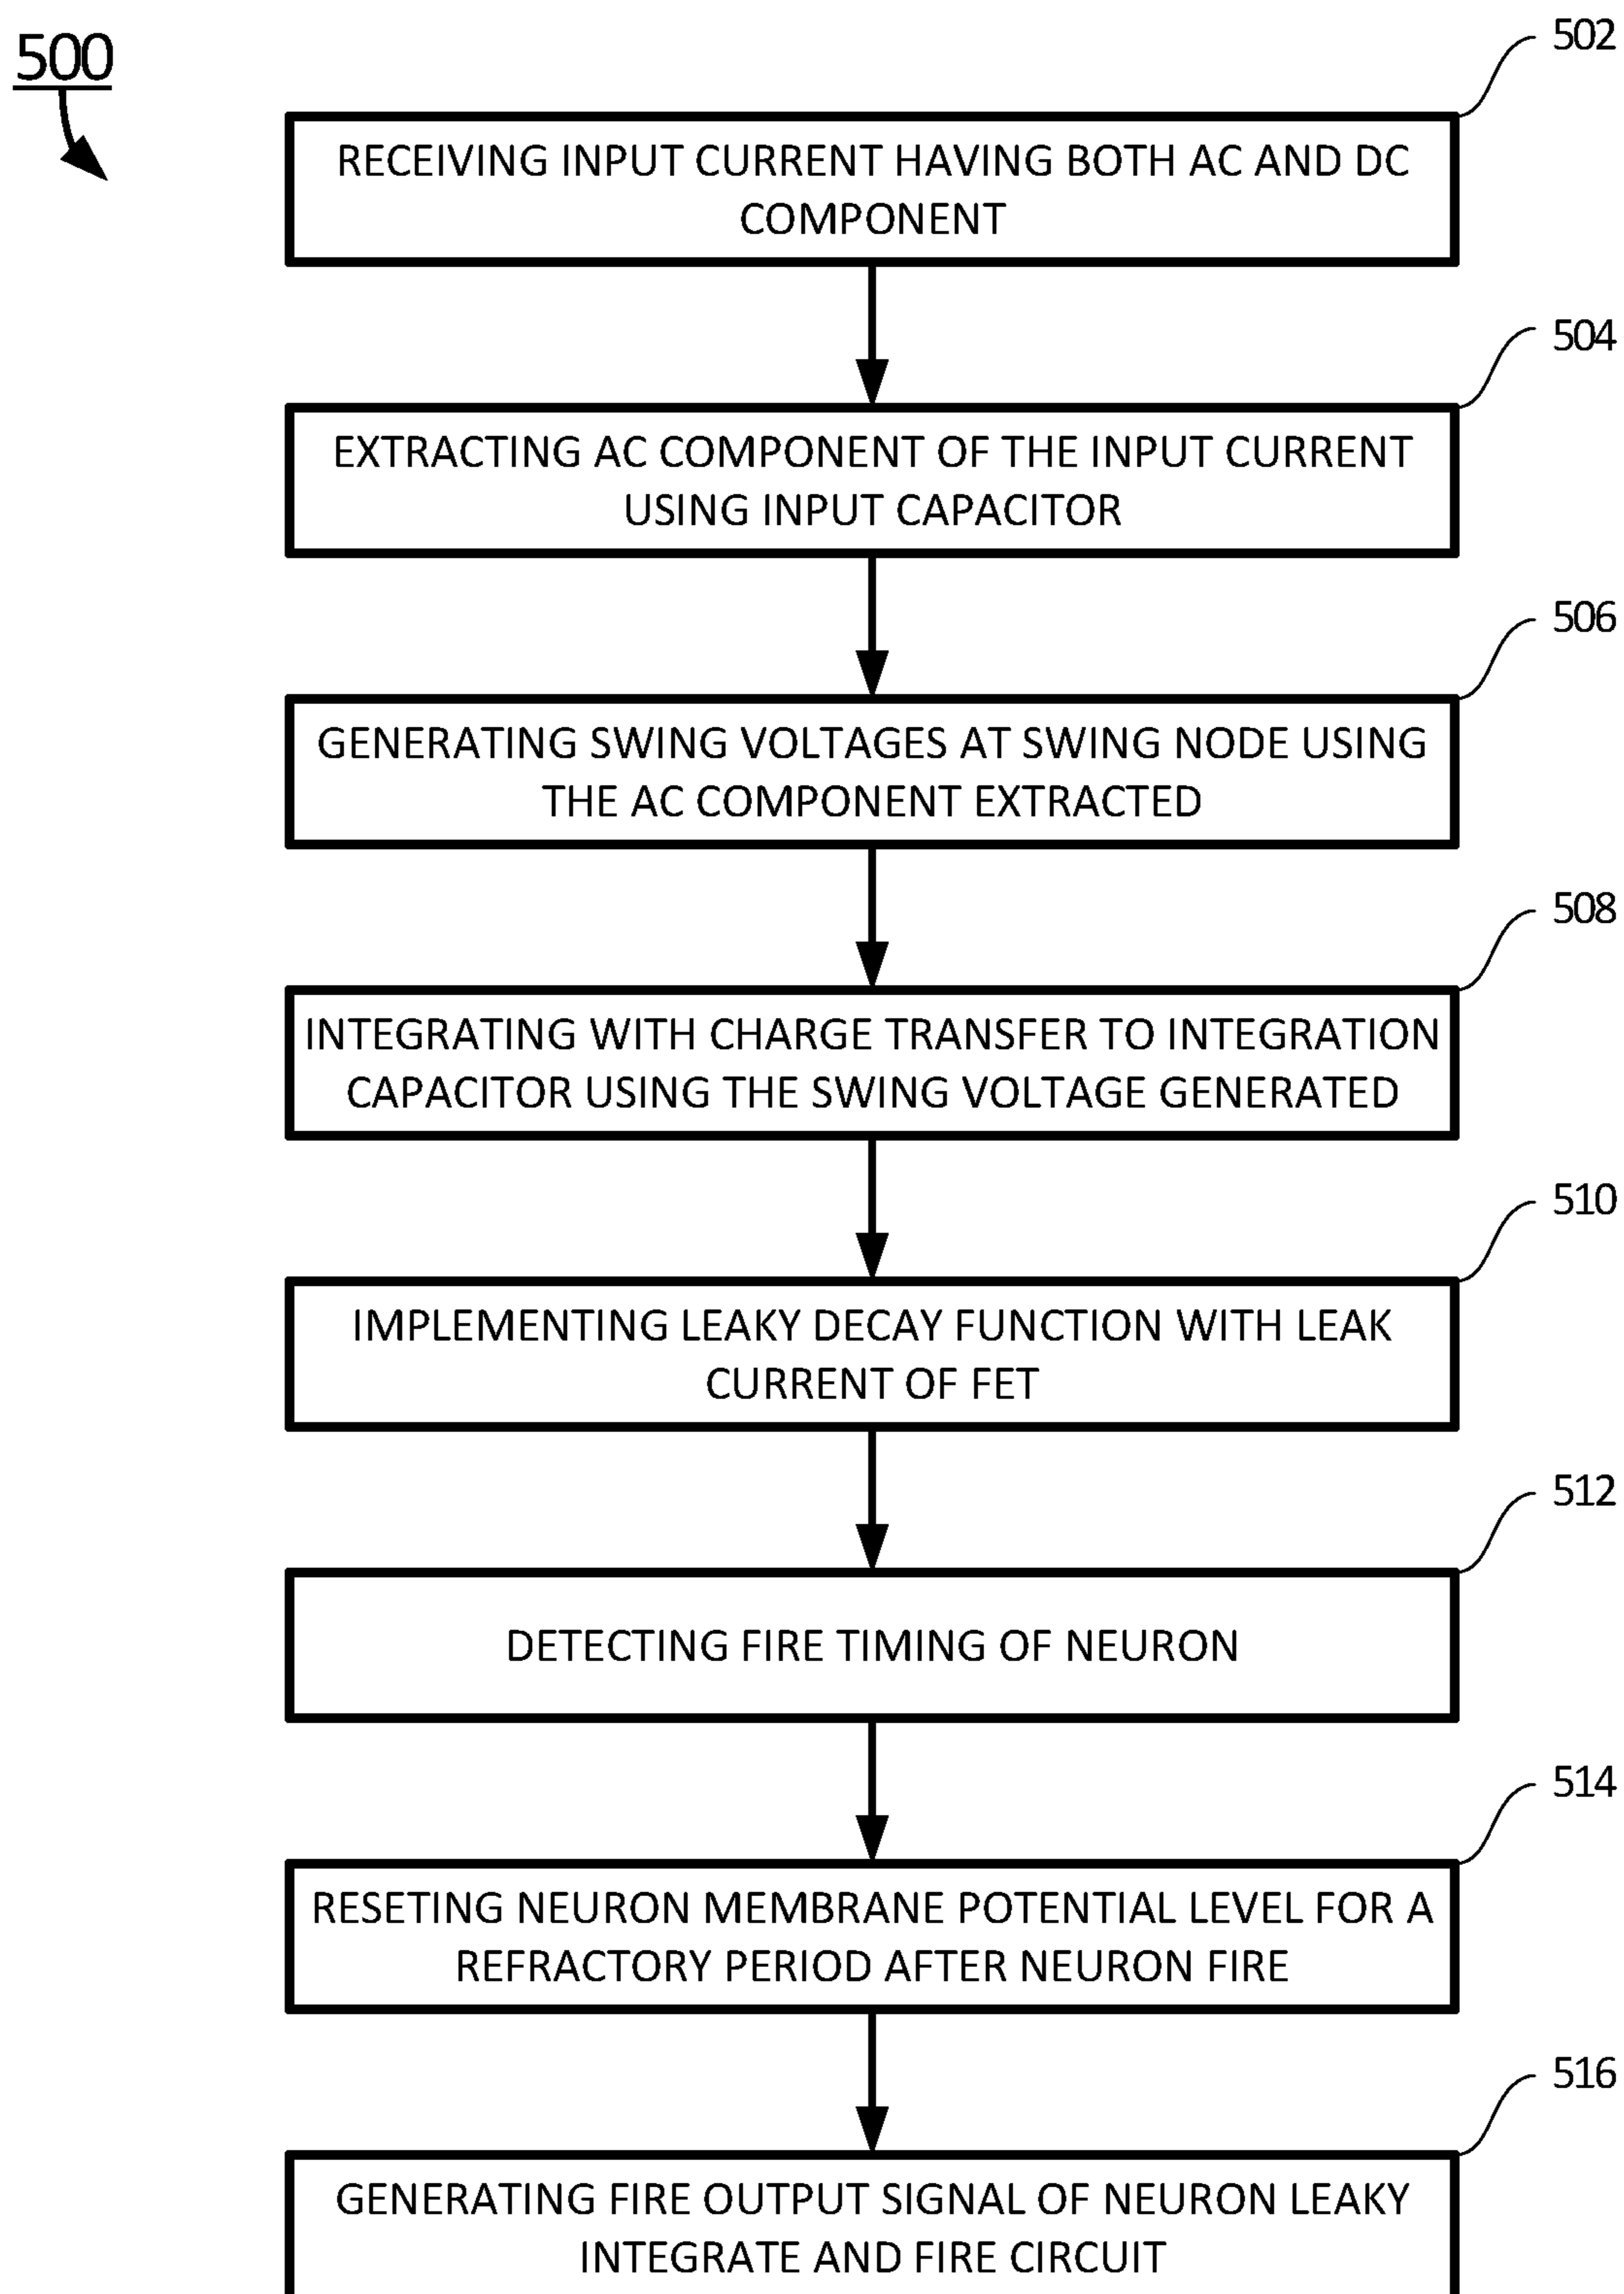 500
502
RECEIVING INPUT CURRENT HAVING BOTH AC AND DC
COMPONENT
504
EXTRACTING AC COMPONENT OF THE INPUT CURRENT
USING INPUT CAPACITOR
506
GENERATING SWING VOLTAGES AT SWING NODE USING
THE AC COMPONENT EXTRACTED
508
INTEGRATING WITH CHARGE TRANSFER TO INTEGRATION
CAPACITOR USING THE SWING VOLTAGE GENERATED
510
IMPLEMENTING LEAKY DECAY FUNCTION WITH LEAK
CURRENT OF FET
512
DETECTING FIRE TIMING OF NEURON
514
RESETING NEURON MEMBRANE POTENTIAL LEVEL FOR A
REFRACTORY PERIOD AFTER NEURON FIRE
516
GENERATING FIRE OUTPUT SIGNAL OF NEURON LEAKY
INTEGRATE AND FIRE CIRCUIT